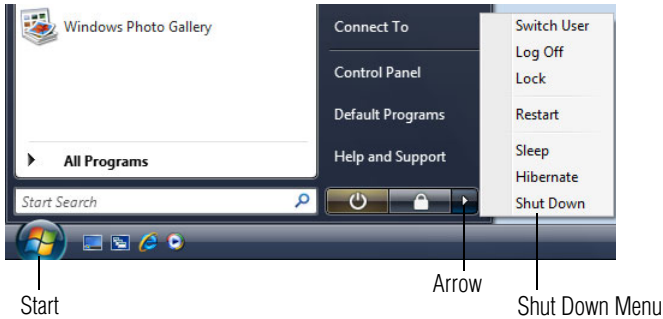 Windows Photo Gallery
All Programs
Start Search
Connect To
Control Panel
Default Programs
Help and Support
Switch User
Log Off
Lock
Restart
Sleep
Hibernate
Shut Down
Start
Arrow
Shut Down Menu